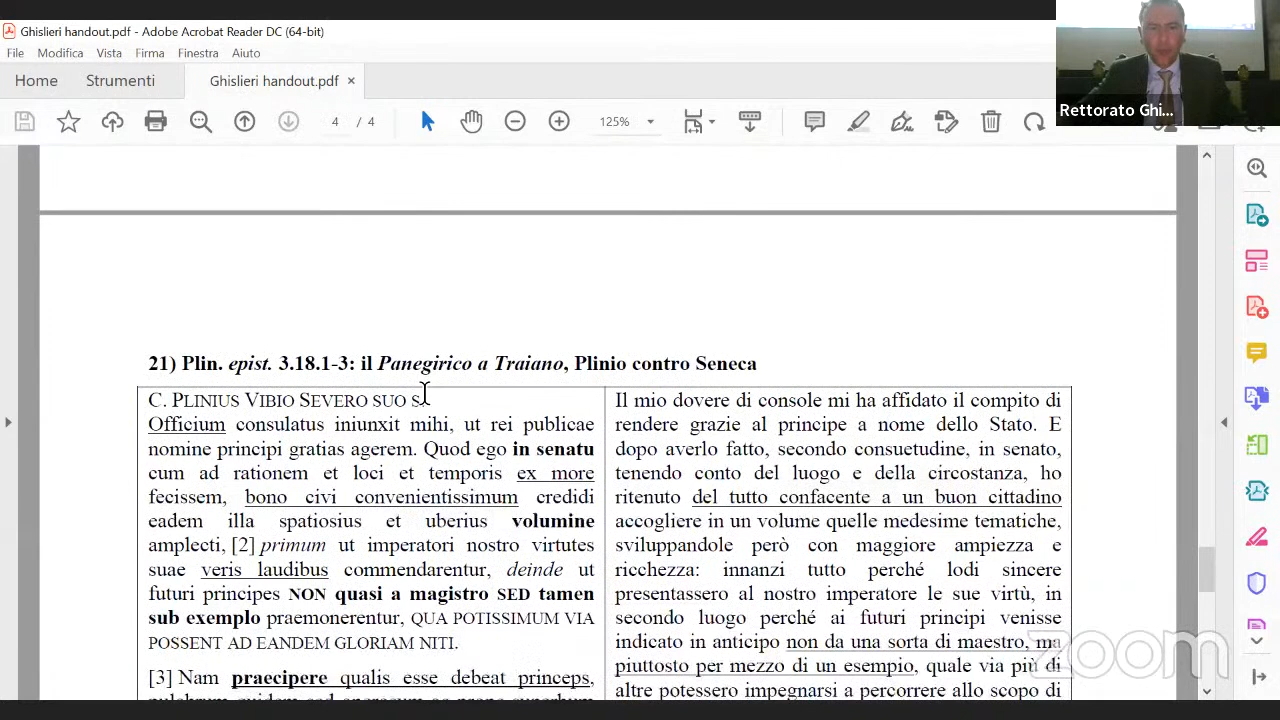 Ghislieri handout.pdf - Adobe Acrobat Reader DC (64-bit)
File Modifica Vista Firma Finestra Aiuto
Home Strumenti Ghislieri handout.pdf ×
4 / 4 125%
Rettorato Ghi...
21) Plin. epist. 3.18.1-3: il Panegirico a Traiano, Plinio contro Seneca
C. PLINIUS VIBIO SEVERO SUO S.
Officium consulatus iniunxit mihi, ut rei publicae
nomine principi gratias agerem. Quod ego in senatu
cum ad rationem et loci et temporis ex more
fecissem, bono civi convenientissimum credidi
eadem illa spatiosius et uberius volumine
amplecti, [2] primum ut imperatori nostro virtutes
suae veris laudibus commendarentur, deinde ut
futuri principes NON quasi a magistro SED tamen
sub exemplo praemonerentur, QUA POTISSIMUM VIA
POSSENT AD EANDEM GLORIAM NITI.
[3] Nam praecipere qualis esse debeat princeps,
pulchrum quidem sed onerosum ac prope superbum
Il mio dovere di console mi ha affidato il compito di
rendere grazie al principe a nome dello Stato. E
dopo averlo fatto, secondo consuetudine, in senato,
tenendo conto del luogo e della circostanza, ho
ritenuto del tutto confacente a un buon cittadino
accogliere in un volume quelle medesime tematiche,
sviluppandole però con maggiore ampiezza e
ricchezza: innanzi tutto perché lodi sincere
presentassero al nostro imperatore le sue virtù, in
secondo luogo perché ai futuri principi venisse
indicato in anticipo non da una sorta di maestro, ma
piuttosto per mezzo di un esempio, quale via più di
altre potessero impegnarsi a percorrere allo scopo di
zoom